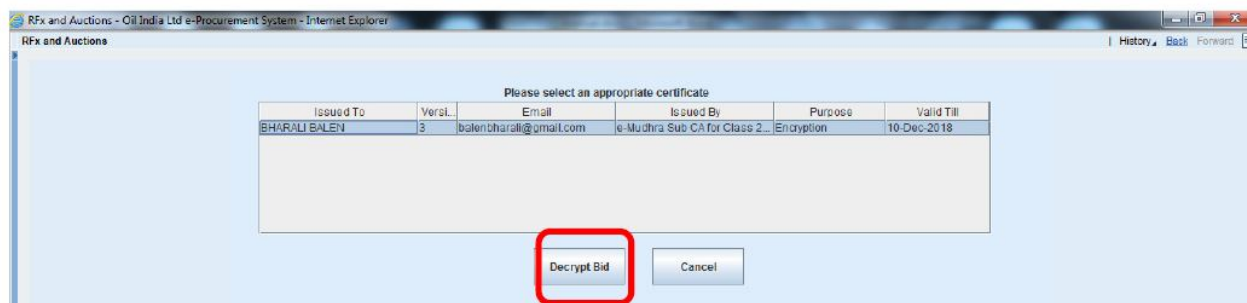 RFx and Auctions - Oil India Ltd e-Procurement System - Internet Explorer
RFx and Auctions | History Back Forward
Please select an appropriate certificate
Issued To Versi... Email Issued By Purpose Valid Till
BHARALI BALEN 3 balenbharali@gmail.com e-Mudhra Sub CA for Class 2... Encryption 10-Dec-2018
Decrypt Bid Cancel